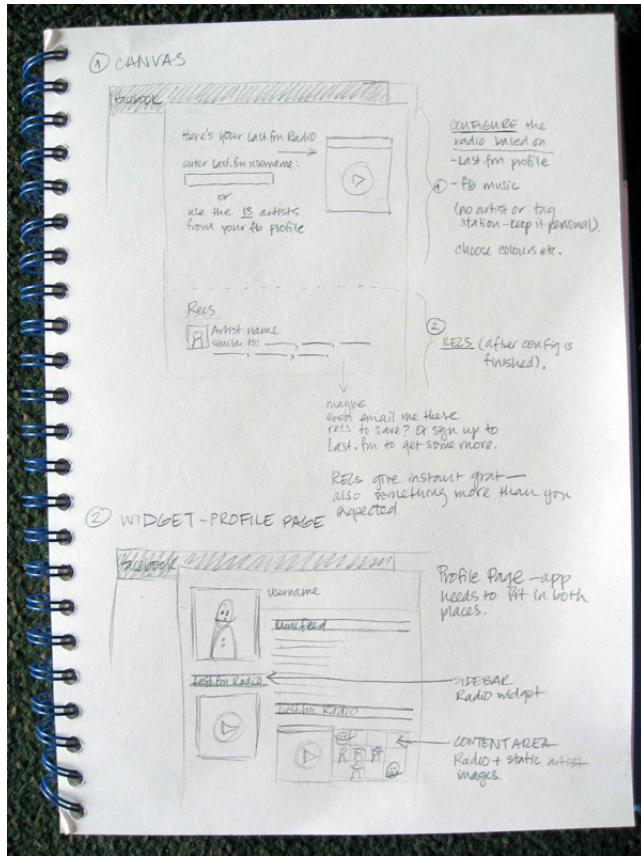 ① CANVAS
facebook
Here's your Last.fm Radio
enter Last.fm username:
or
use the 15 artists
from your fb profile
Recs
Artist name
similar to:
①
CONFIGURE the
radio based on
- Last.fm profile
- fb music
(no artist or tag
station - keep it personal).
choose colours etc.
②
RECS (after config is
finished).
maybe
email me these
recs to save? Or sign up to
Last.fm to get some more.
RECs give instant grat—
also something more than you
expected
② WIDGET - PROFILE PAGE
facebook
username
Minifeed
Last.fm Radio
Last.fm Radio
Profile Page - app
needs to fit in both
places.
SIDEBAR
Radio widget
CONTENT AREA
Radio + static artist
images.